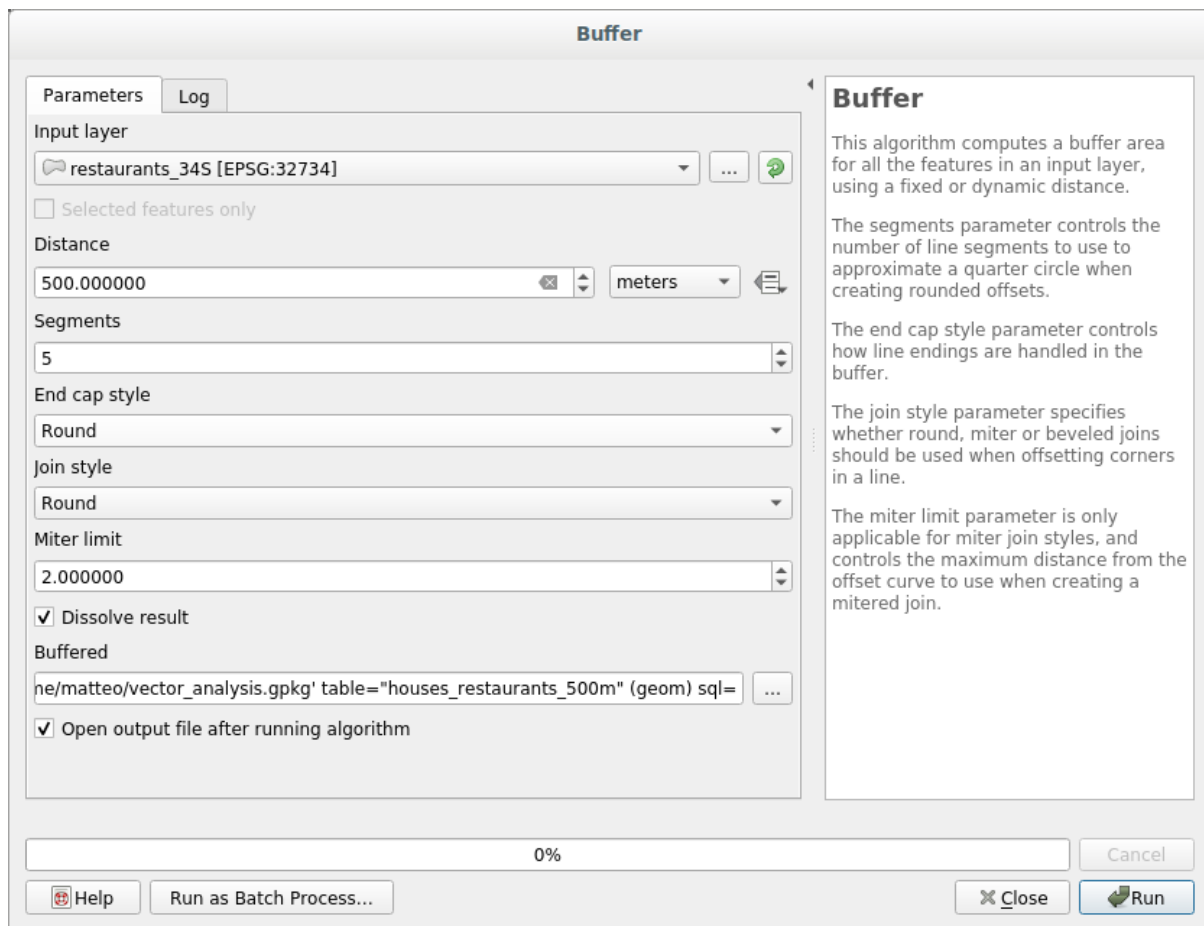 Buffer
Parameters
Log
Input layer
restaurants_34S [EPSG:32734]
...
Selected features only
Distance
500.000000
meters
Segments
5
End cap style
Round
Join style
Round
Miter limit
2.000000
Dissolve result
Buffered
ne/matteo/vector_analysis.gpkg' table="houses_restaurants_500m" (geom) sql=
...
Open output file after running algorithm
Buffer
This algorithm computes a buffer area
for all the features in an input layer,
using a fixed or dynamic distance.
The segments parameter controls the
number of line segments to use to
approximate a quarter circle when
creating rounded offsets.
The end cap style parameter controls
how line endings are handled in the
buffer.
The join style parameter specifies
whether round, miter or beveled joins
should be used when offsetting corners
in a line.
The miter limit parameter is only
applicable for miter join styles, and
controls the maximum distance from the
offset curve to use when creating a
mitered join.
0%
Cancel
Help
Run as Batch Process...
Close
Run